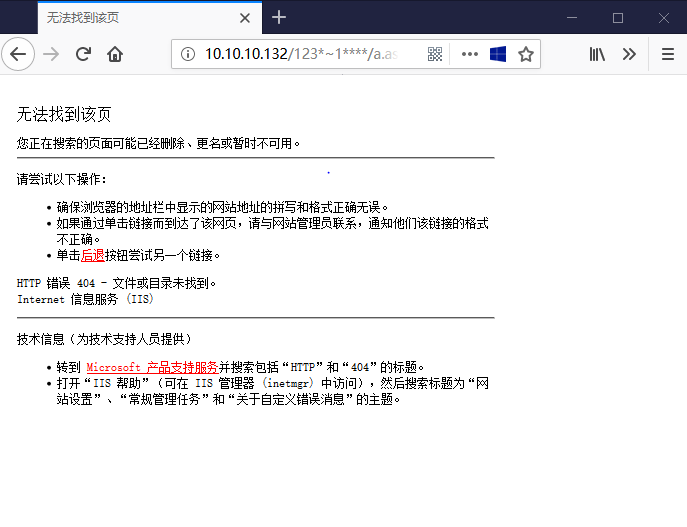 无法找到该页
10.10.10.132/123*~1****/a.as
无法找到该页
您正在搜索的页面可能已经删除、更名或暂时不可用。
请尝试以下操作：
确保浏览器的地址栏中显示的网站地址的拼写和格式正确无误。
如果通过单击链接而到达了该网页，请与网站管理员联系，通知他们该链接的格式
不正确。
单击后退按钮尝试另一个链接。
HTTP 错误 404 - 文件或目录未找到。
Internet 信息服务 (IIS)
技术信息（为技术支持人员提供）
转到 Microsoft 产品支持服务并搜索包括“HTTP”和“404”的标题。
打开“IIS 帮助”（可在 IIS 管理器 (inetmgr) 中访问），然后搜索标题为“网
站设置”、“常规管理任务”和“关于自定义错误消息”的主题。